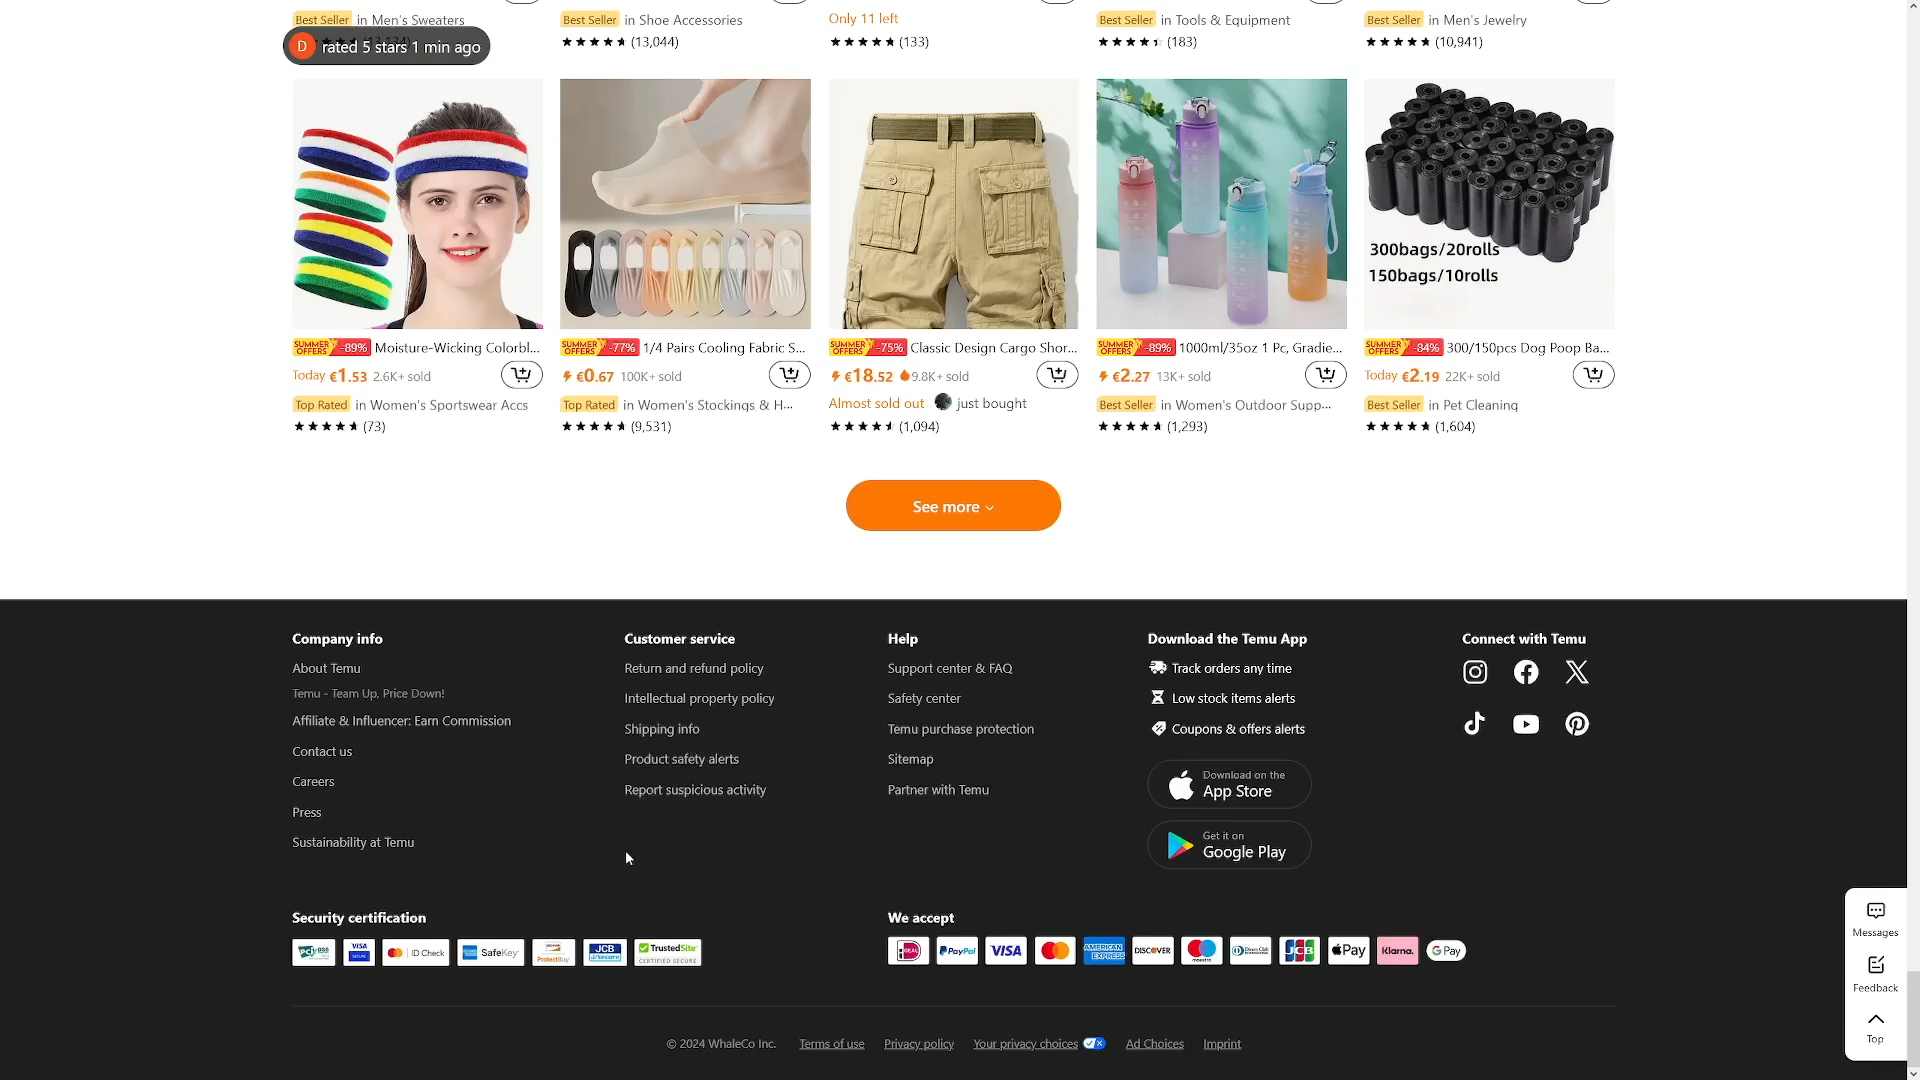 Best Seller in Men's Sweaters
Best Seller in Shoe Accessories
Only 11 left
Best Seller in Tools & Equipment
Best Seller in Men's Jewelry
D rated 5 stars 1 min ago
(13,044)
(133)
(183)
(10,941)
300bags/20rolls
150bags/10rolls
SUMMER OFFERS -89% Moisture-Wicking Colorbl...
SUMMER OFFERS -77% 1/4 Pairs Cooling Fabric S...
SUMMER OFFERS -75% Classic Design Cargo Shor...
SUMMER OFFERS -89% 1000ml/35oz 1 Pc, Gradie...
SUMMER OFFERS -84% 300/150pcs Dog Poop Ba...
Today €1.53 2.6K+ sold
€0.67 100K+ sold
€18.52 9.8K+ sold
€2.27 13K+ sold
Today €2.19 22K+ sold
Top Rated in Women's Sportswear Accs
Top Rated in Women's Stockings & H...
Almost sold out just bought
Best Seller in Women's Outdoor Supp...
Best Seller in Pet Cleaning
(73)
(9,531)
(1,094)
(1,293)
(1,604)
See more
Company info
About Temu
Temu - Team Up, Price Down!
Affiliate & Influencer: Earn Commission
Contact us
Careers
Press
Sustainability at Temu
Customer service
Return and refund policy
Intellectual property policy
Shipping info
Product safety alerts
Report suspicious activity
Help
Support center & FAQ
Safety center
Temu purchase protection
Sitemap
Partner with Temu
Download the Temu App
Track orders any time
Low stock items alerts
Coupons & offers alerts
Download on the
App Store
Get it on
Google Play
Connect with Temu
Security certification
VISA SECURE
ID Check
SafeKey
ProtectBuy
JCB J/Secure
TrustedSite
CERTIFIED SECURE
We accept
iDEAL PayPal VISA AMERICAN EXPRESS DISCOVER maestro Diners Club JCB Pay Klarna. G Pay
Messages
Feedback
Top
© 2024 WhaleCo Inc. Terms of use Privacy policy Your privacy choices Ad Choices Imprint